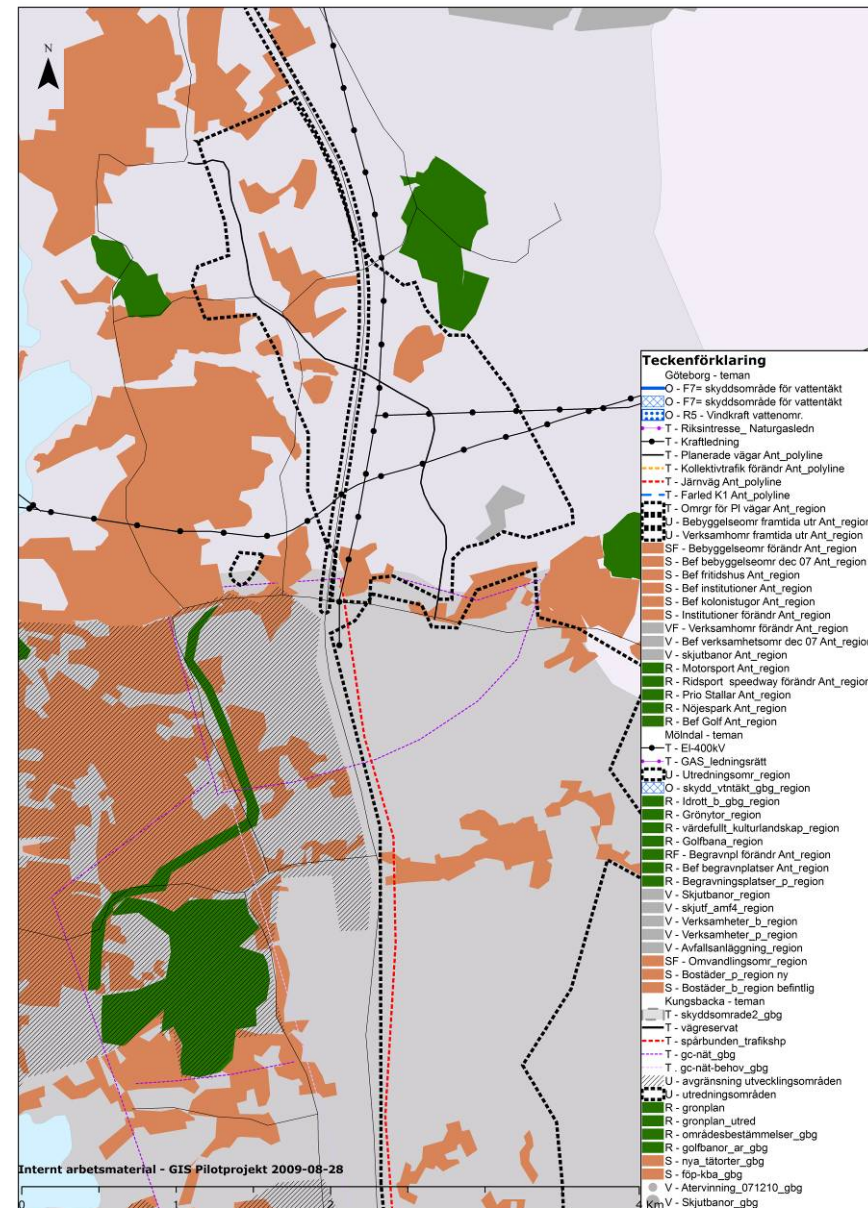 N
Teckenförklaring
Göteborg - teman
O - F7= skyddsområde för vattentäkt
O - F7= skyddsområde för vattentäkt
O - R5 - Vindkraft vattenomr.
T - Riksintresse_ Naturgasledn
T - Kraftledning
T - Planerade vägar Ant_polyline
T - Kollektivtrafik förändr Ant_polyline
T - Järnväg Ant_polyline
T - Farled K1 Ant_polyline
T - Omrgr för Pl vägar Ant_region
U - Bebyggelseomr framtida utr Ant_region
U - Verksamhomr framtida utr Ant_region
SF - Bebyggelseomr förändr Ant_region
S - Bef bebyggelseomr dec 07 Ant_region
S - Bef fritidshus Ant_region
S - Bef institutioner Ant_region
S - Bef kolonistugor Ant_region
S - Institutioner förändr Ant_region
VF - Verksamhomr förändr Ant_region
V - Bef verksamhetsomr dec 07 Ant_region
V - skjutbanor Ant_region
R - Motorsport Ant_region
R - Ridsport speedway förändr Ant_region
R - Prio Stallar Ant_region
R - Nöjespark Ant_region
R - Bef Golf Ant_region
Mölndal - teman
T - El-400kV
T - GAS_ledningsrätt
U - Utredningsomr_region
O - skydd_vtntäkt_gbg_region
R - Idrott_b_gbg_region
R - Grönytor_region
R - värdefullt_kulturlandskap_region
R - Golfbana_region
RF - Begravnpl förändr Ant_region
R - Bef begravnplatser Ant_region
R - Begravningsplatser_p_region
V - Skjutbanor_region
V - skjutf_amf4_region
V - Verksamheter_b_region
V - Verksamheter_p_region
V - Avfallsanläggning_region
SF - Omvandlingsomr_region
S - Bostäder_p_region ny
S - Bostäder_b_region befintlig
Kungsbacka - teman
T - skyddsomrade2_gbg
T - vägreservat
T - spårbunden_trafikshp
T - gc-nät_gbg
T . gc-nät-behov_gbg
U - avgränsning utvecklingsområden
U - utredningsområden
R - gronplan
R - gronplan_utred
R - områdesbestämmelser_gbg
R - golfbanor_ar_gbg
S - nya_tätorter_gbg
S - föp-kba_gbg
V - Atervinning_071210_gbg
V - Skjutbanor_gbg
Internt arbetsmaterial - GIS Pilotprojekt 2009-08-28
0 1 2 4 Km